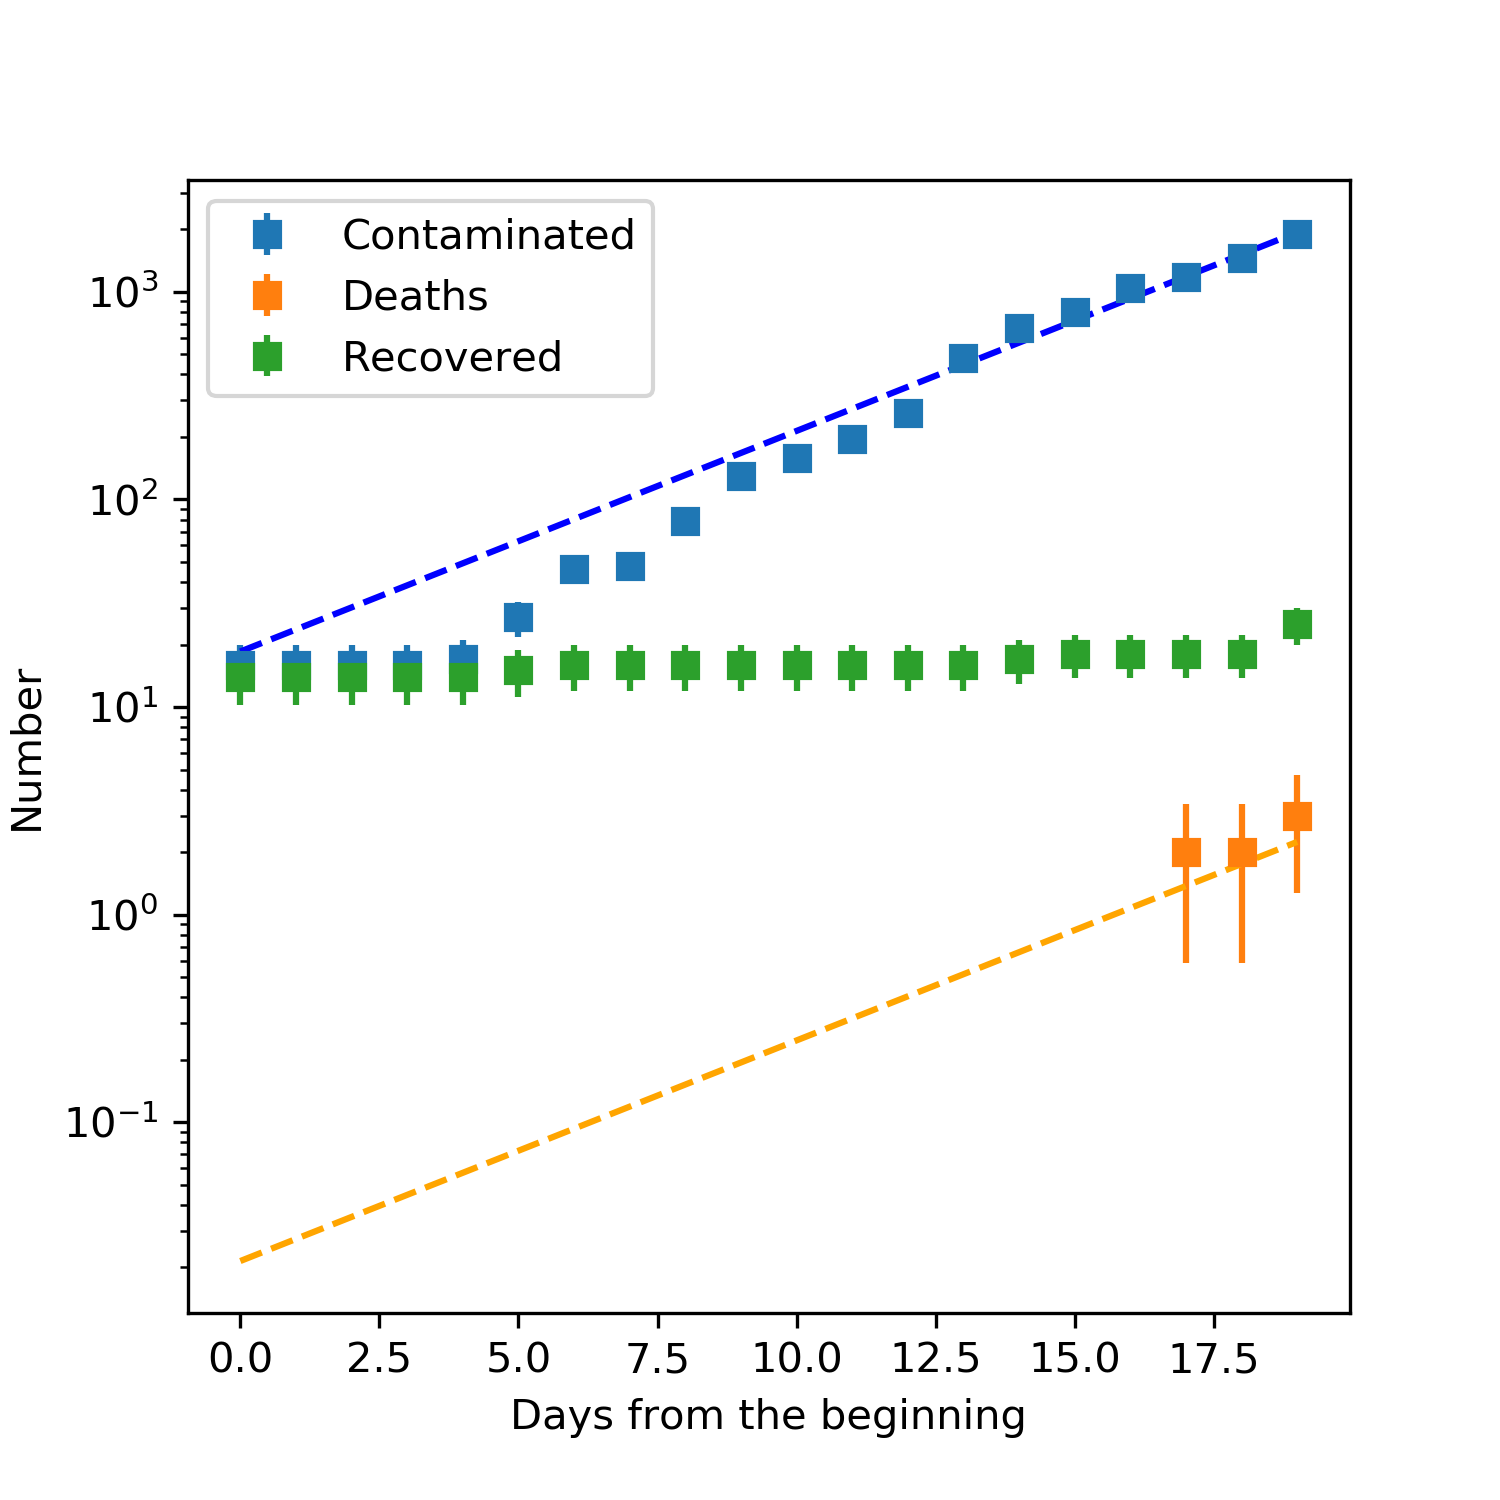 Contaminated
Deaths
Recovered
10³
10²
10¹
10⁰
10⁻¹
Number
0.0 2.5 5.0 7.5 10.0 12.5 15.0 17.5
Days from the beginning